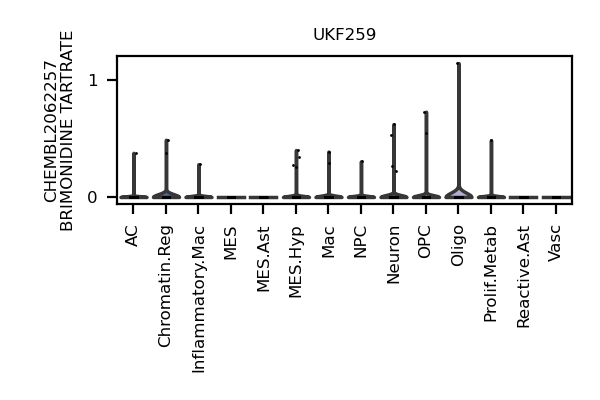 UKF259
CHEMBL2062257
BRIMONIDINE TARTRATE
1
0
AC
Chromatin.Reg
Inflammatory.Mac
MES
MES.Ast
MES.Hyp
Mac
NPC
Neuron
OPC
Oligo
Prolif.Metab
Reactive.Ast
Vasc